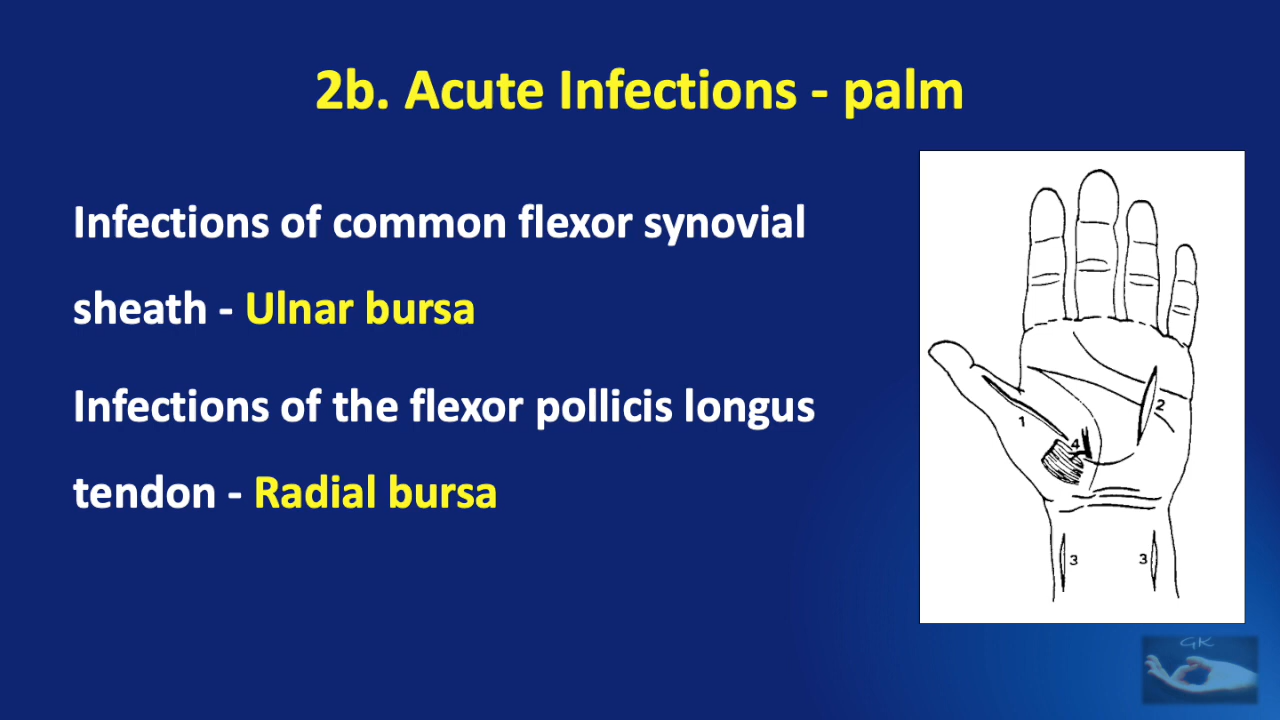 2b. Acute Infections - palm
Infections of common flexor synovial
sheath - Ulnar bursa
Infections of the flexor pollicis longus
tendon - Radial bursa
1
2
4
3
3
GK